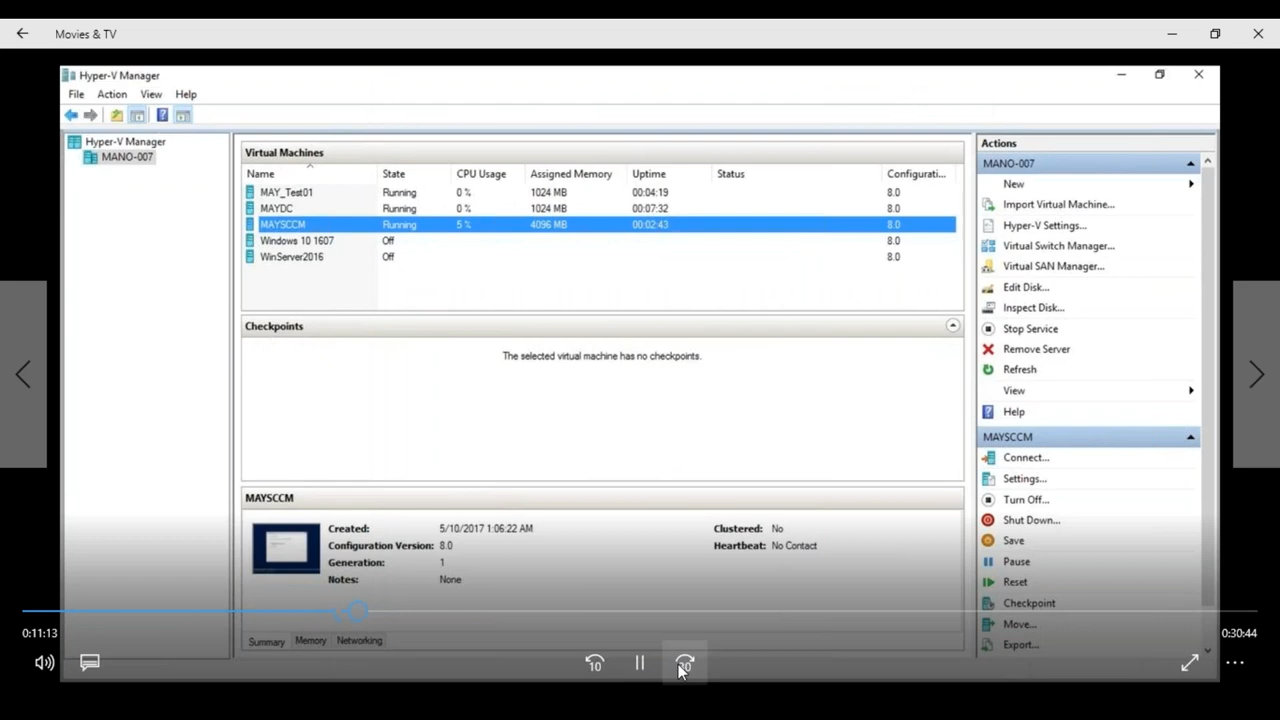 Movies & TV
Hyper-V Manager
File Action View Help
Hyper-V Manager
MANO-007
Virtual Machines
Name State CPU Usage Assigned Memory Uptime Status Configurati...
MAY_Test01 Running 0 % 1024 MB 00:04:19 8.0
MAYDC Running 0 % 1024 MB 00:07:32 8.0
MAYSCCM Running 5 % 4096 MB 00:02:43 8.0
Windows 10 1607 Off 8.0
WinServer2016 Off 8.0
Checkpoints
The selected virtual machine has no checkpoints.
MAYSCCM
Created: 5/10/2017 1:06:22 AM Clustered: No
Configuration Version: 8.0 Heartbeat: No Contact
Generation: 1
Notes: None
Summary Memory Networking
Actions
MANO-007
New
Import Virtual Machine...
Hyper-V Settings...
Virtual Switch Manager...
Virtual SAN Manager...
Edit Disk...
Inspect Disk...
Stop Service
Remove Server
Refresh
View
Help
MAYSCCM
Connect...
Settings...
Turn Off...
Shut Down...
Save
Pause
Reset
Checkpoint
Move...
Export...
0:11:13 0:30:44
10 30